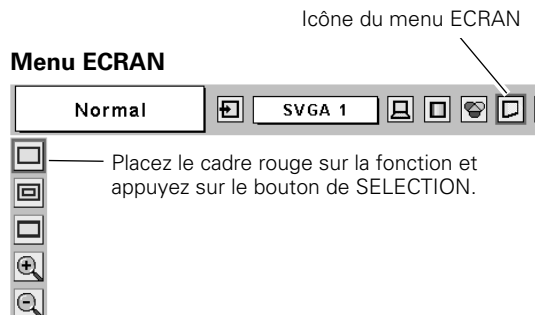 Icône du menu ECRAN
Menu ECRAN
Normal
SVGA 1
Placez le cadre rouge sur la fonction et
appuyez sur le bouton de SELECTION.